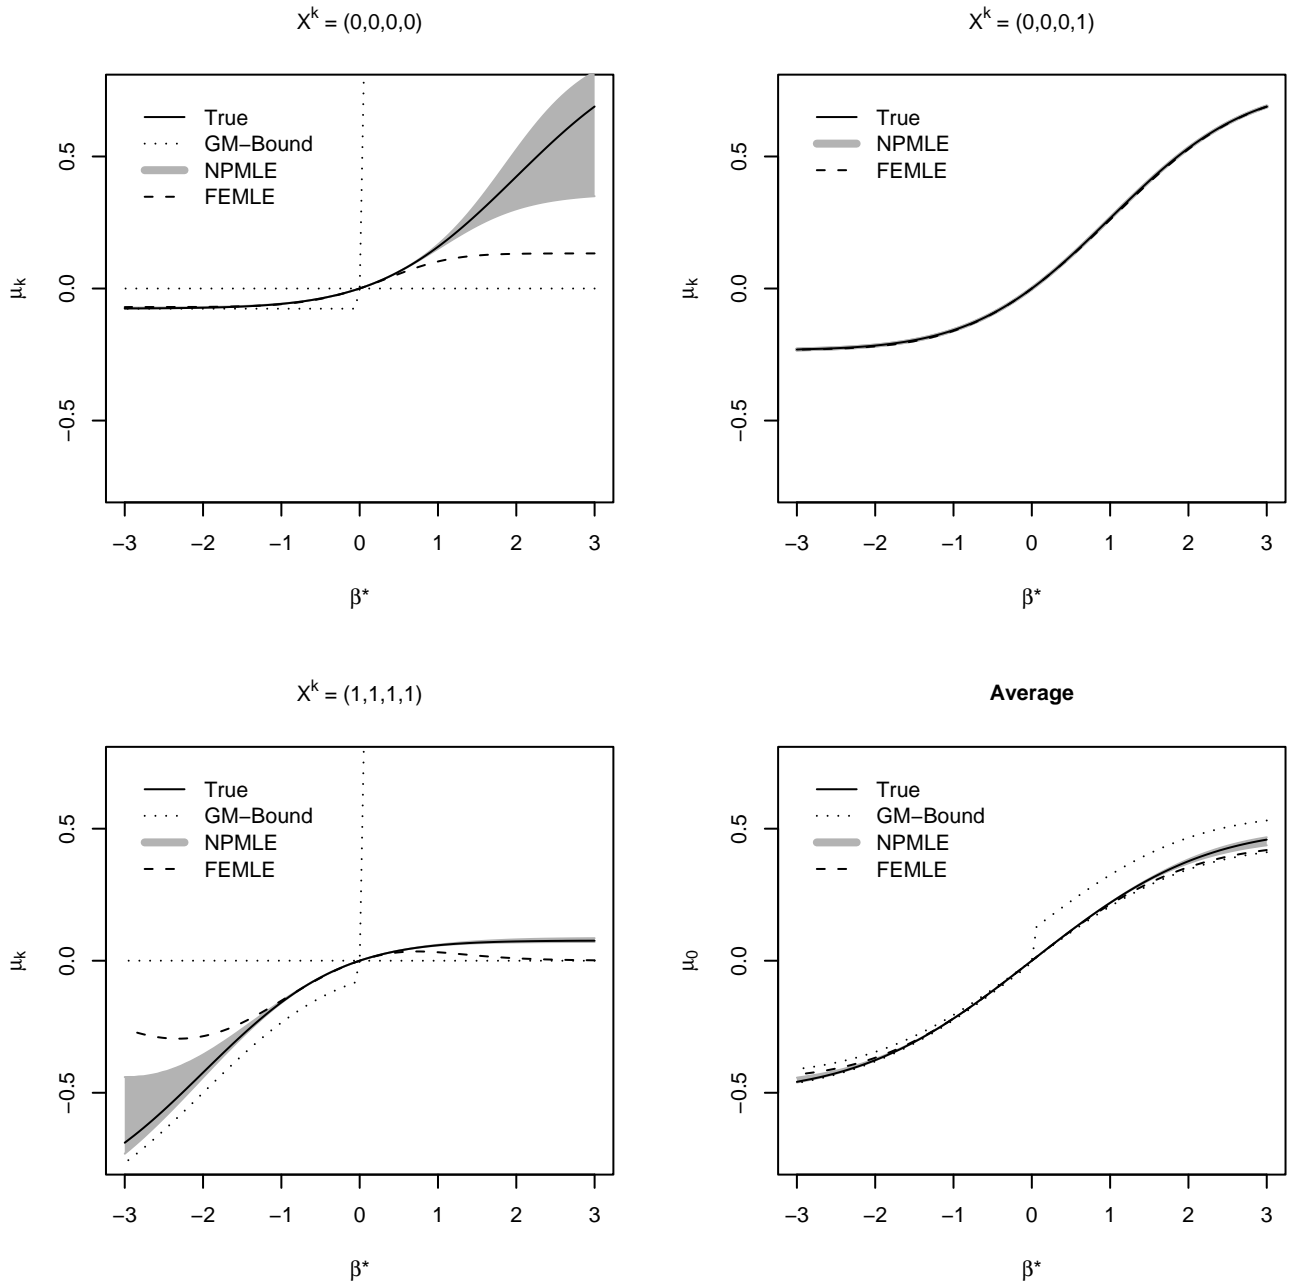 X^k = (0,0,0,0)
True
GM−Bound
NPMLE
FEMLE
0.5
0.0
−0.5
μ_k
−3 −2 −1 0 1 2 3
β*
X^k = (0,0,0,1)
True
NPMLE
FEMLE
0.5
0.0
−0.5
μ_k
−3 −2 −1 0 1 2 3
β*
X^k = (1,1,1,1)
True
GM−Bound
NPMLE
FEMLE
0.5
0.0
−0.5
μ_k
−3 −2 −1 0 1 2 3
β*
Average
True
GM−Bound
NPMLE
FEMLE
0.5
0.0
−0.5
μ_0
−3 −2 −1 0 1 2 3
β*